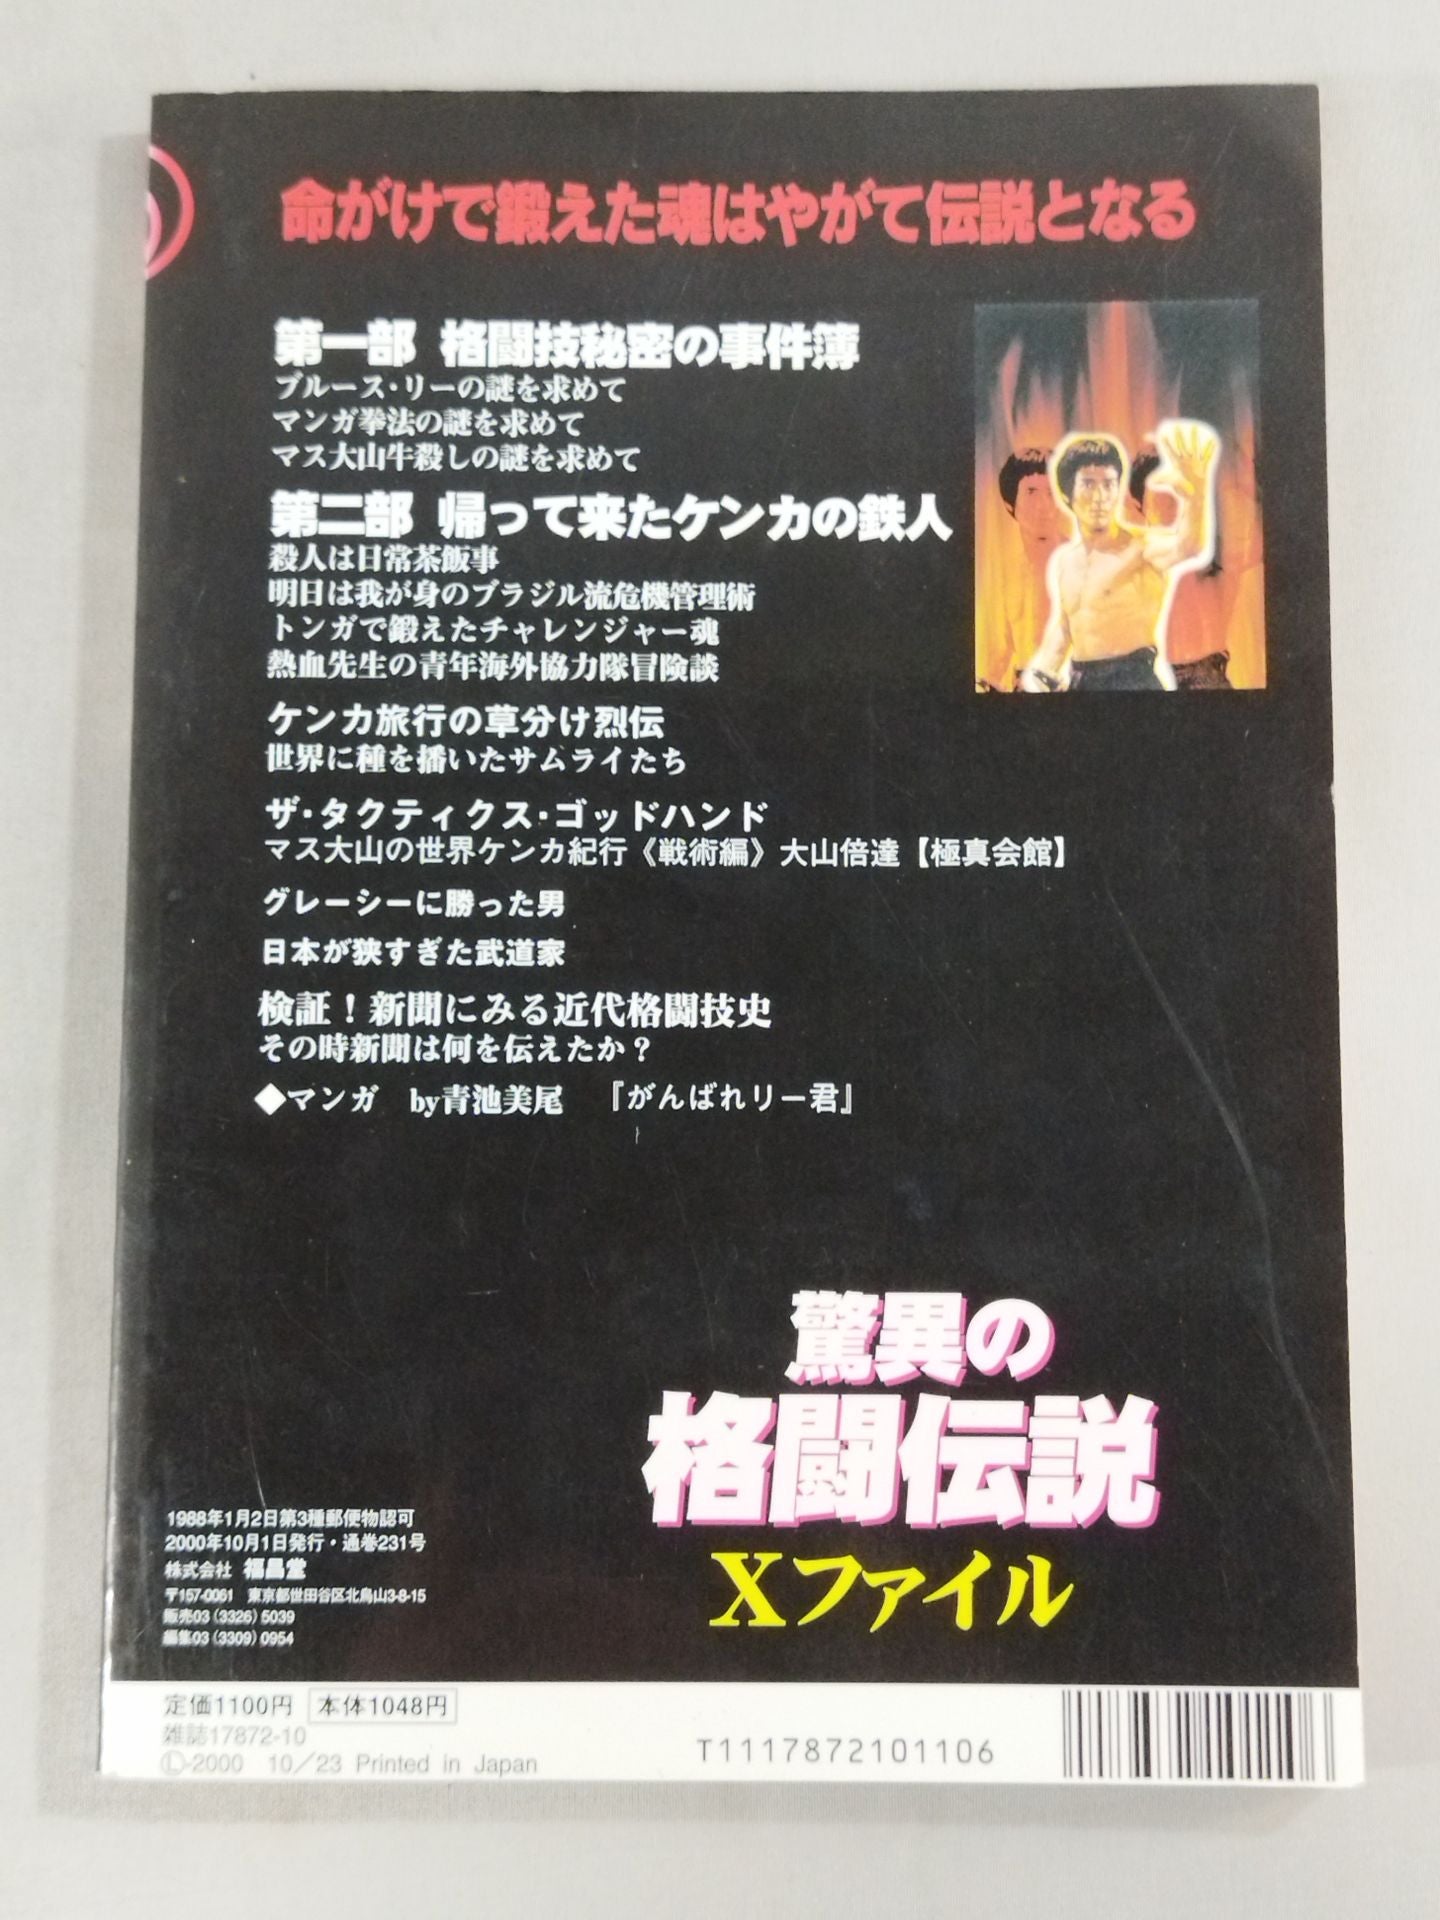 命がけで鍛えた魂はやがて伝説となる
第一部 格闘技秘密の事件簿
ブルース・リーの謎を求めて
マンガ拳法の謎を求めて
マス大山牛殺しの謎を求めて
第二部 帰って来たケンカの鉄人
殺人は日常茶飯事
明日は我が身のブラジル流危機管理術
トンガで鍛えたチャレンジャー魂
熱血先生の青年海外協力隊冒険談
ケンカ旅行の草分け烈伝
世界に種を播いたサムライたち
ザ・タクティクス・ゴッドハンド
マス大山の世界ケンカ紀行《戦術編》大山倍達【極真会館】
グレーシーに勝った男
日本が狭すぎた武道家
検証！新聞にみる近代格闘技史
その時新聞は何を伝えたか？
◆マンガ by青池美尾 『がんばれリー君』
驚異の
格闘伝説
Xファイル
1988年1月2日第3種郵便物認可
2000年10月1日発行・通巻231号
株式会社 福昌堂
〒157-0061 東京都世田谷区北烏山3-8-15
販売03(3326)5039
編集03(3309)0954
定価1100円 本体1048円
雑誌17872-10
Ⓛ-2000 10/23 Printed in Japan
T1117872101106